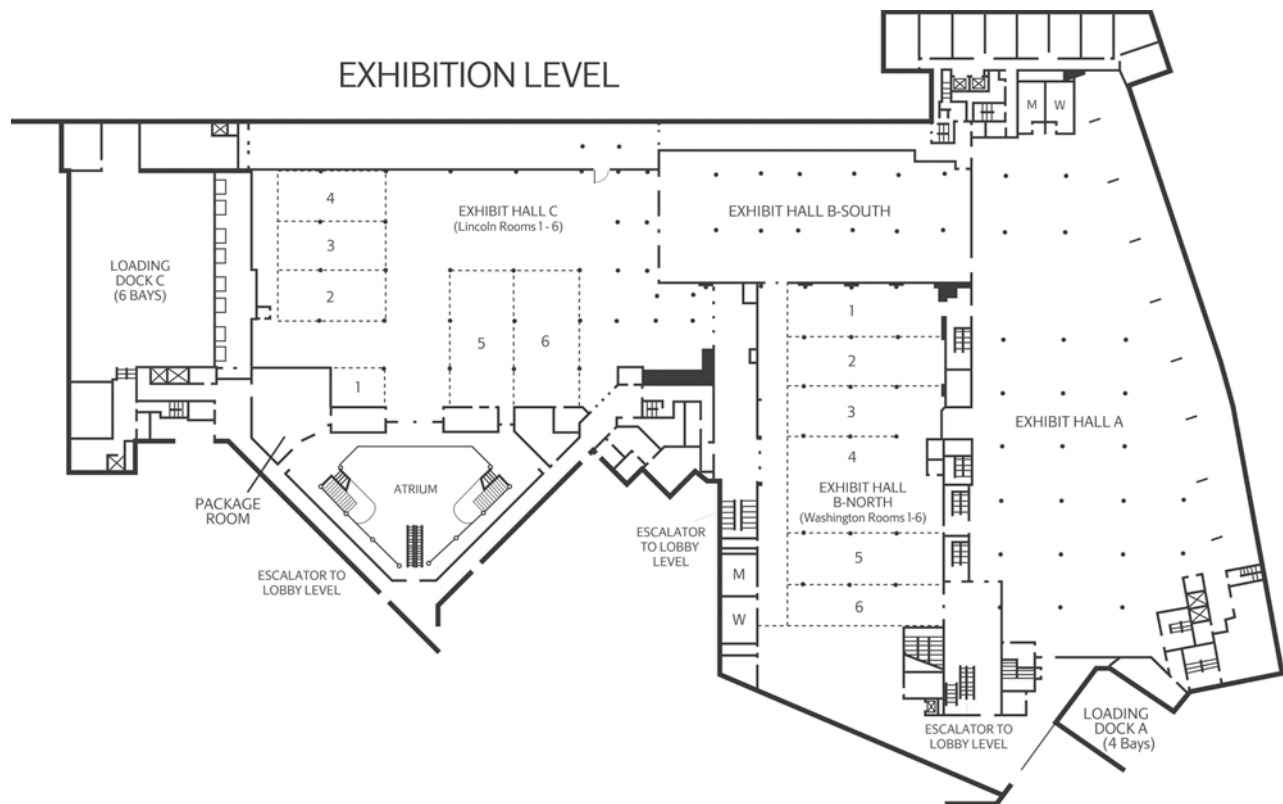 EXHIBITION LEVEL
M W
4
EXHIBIT HALL C
(Lincoln Rooms 1 - 6)
EXHIBIT HALL B-SOUTH
3
LOADING
DOCK C
(6 BAYS)
2
1
5 6
1
2
3
4
EXHIBIT HALL
B-NORTH
(Washington Rooms 1-6)
5
6
EXHIBIT HALL A
PACKAGE
ROOM
ATRIUM
ESCALATOR TO
LOBBY LEVEL
ESCALATOR
TO LOBBY
LEVEL
M
W
ESCALATOR TO
LOBBY LEVEL
LOADING
DOCK A
(4 Bays)